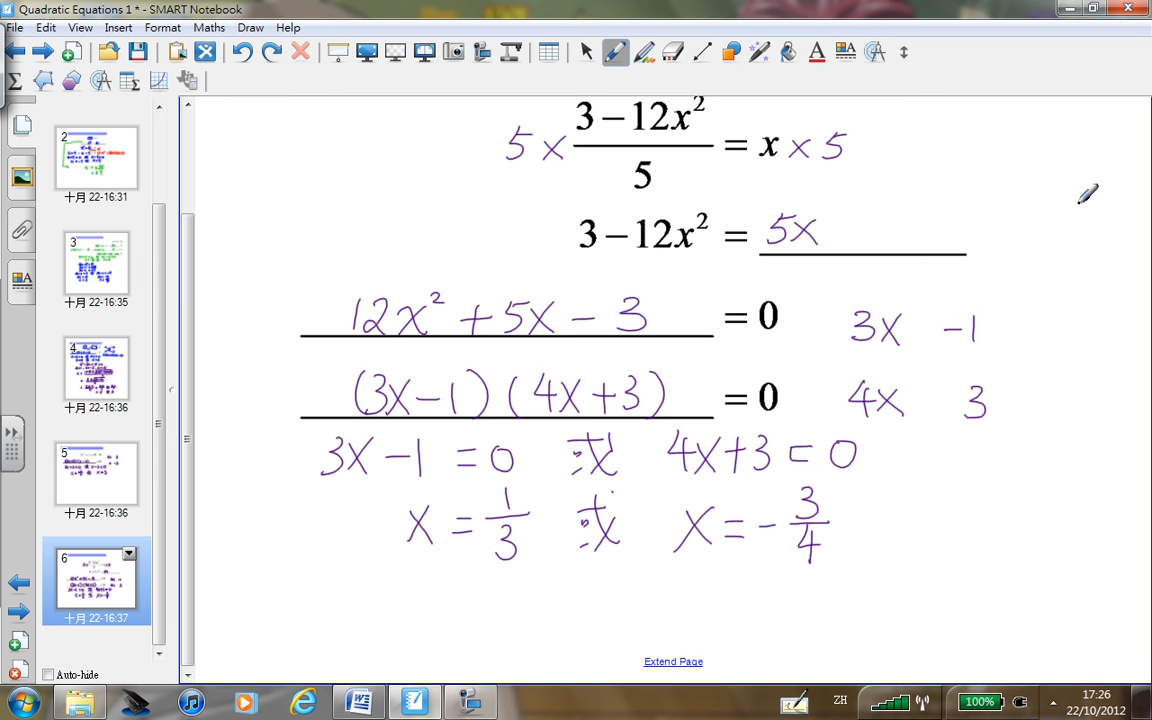 Quadratic Equations 1 * - SMART Notebook
File Edit View Insert Format Maths Draw Help
2
十月 22-16:31
3
十月 22-16:35
4
十月 22-16:36
5
十月 22-16:36
6
十月 22-16:37
Auto-hide
5 × (3 − 12x²)/5 = x × 5
3 − 12x² = 5x
12x² + 5x − 3 = 0 3x −1
(3x−1)(4x+3) = 0 4x 3
3x −1 = 0 或 4x+3 = 0
x = 1/3 或 x = - 3/4
Extend Page
ZH 100% 17:26
22/10/2012